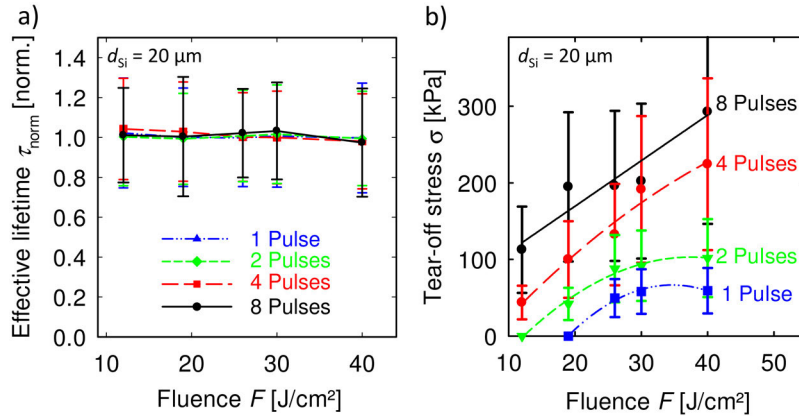 a)
d_Si = 20 µm
Effective lifetime τ_norm [norm.]
1.4
1.2
1.0
0.8
0.6
0.4
0.2
0.0
1 Pulse
2 Pulses
4 Pulses
8 Pulses
10 20 30 40
Fluence F [J/cm²]
b)
d_Si = 20 µm
Tear-off stress σ [kPa]
300
200
100
0
8 Pulses
4 Pulses
2 Pulses
1 Pulse
10 20 30 40 50
Fluence F [J/cm²]